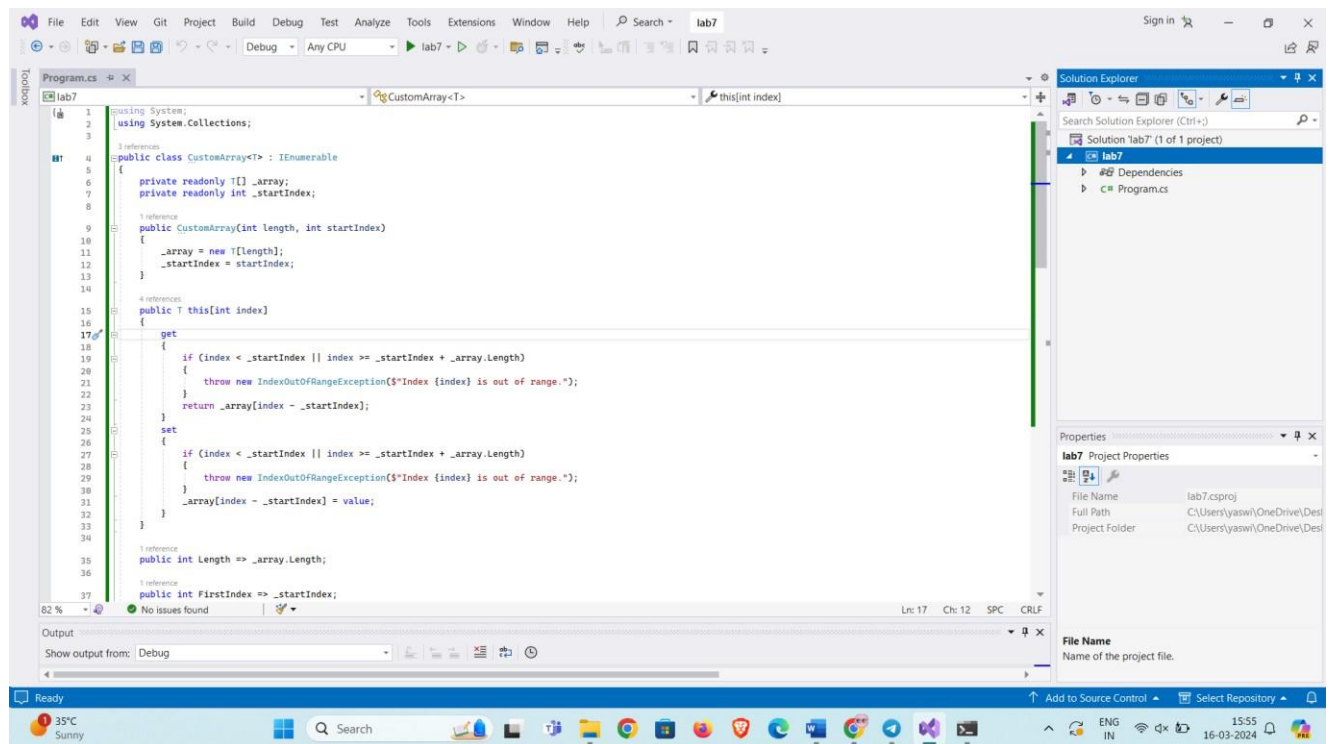 File Edit View Git Project Build Debug Test Analyze Tools Extensions Window Help Search lab7 Sign in
Debug Any CPU lab7
Toolbox
Program.cs
lab7 CustomArray<T> this[int index]
1 using System;
2 using System.Collections;
3
3 references
4 public class CustomArray<T> : IEnumerable
5 {
6 private readonly T[] _array;
7 private readonly int _startIndex;
8
1 reference
9 public CustomArray(int length, int startIndex)
10 {
11 _array = new T[length];
12 _startIndex = startIndex;
13 }
14
4 references
15 public T this[int index]
16 {
17 get
18 {
19 if (index < _startIndex || index >= _startIndex + _array.Length)
20 {
21 throw new IndexOutOfRangeException($"Index {index} is out of range.");
22 }
23 return _array[index - _startIndex];
24 }
25 set
26 {
27 if (index < _startIndex || index >= _startIndex + _array.Length)
28 {
29 throw new IndexOutOfRangeException($"Index {index} is out of range.");
30 }
31 _array[index - _startIndex] = value;
32 }
33 }
34
1 reference
35 public int Length => _array.Length;
36
1 reference
37 public int FirstIndex => _startIndex;
82 % No issues found Ln: 17 Ch: 12 SPC CRLF
Output
Show output from: Debug
Solution Explorer
Search Solution Explorer (Ctrl+;)
Solution 'lab7' (1 of 1 project)
lab7
Dependencies
C# Program.cs
Properties
lab7 Project Properties
File Name lab7.csproj
Full Path C:\Users\yaswi\OneDrive\Des
Project Folder C:\Users\yaswi\OneDrive\Des
File Name
Name of the project file.
Ready Add to Source Control Select Repository
1 35°C
Sunny
Search
ENG
IN
15:55
16-03-2024